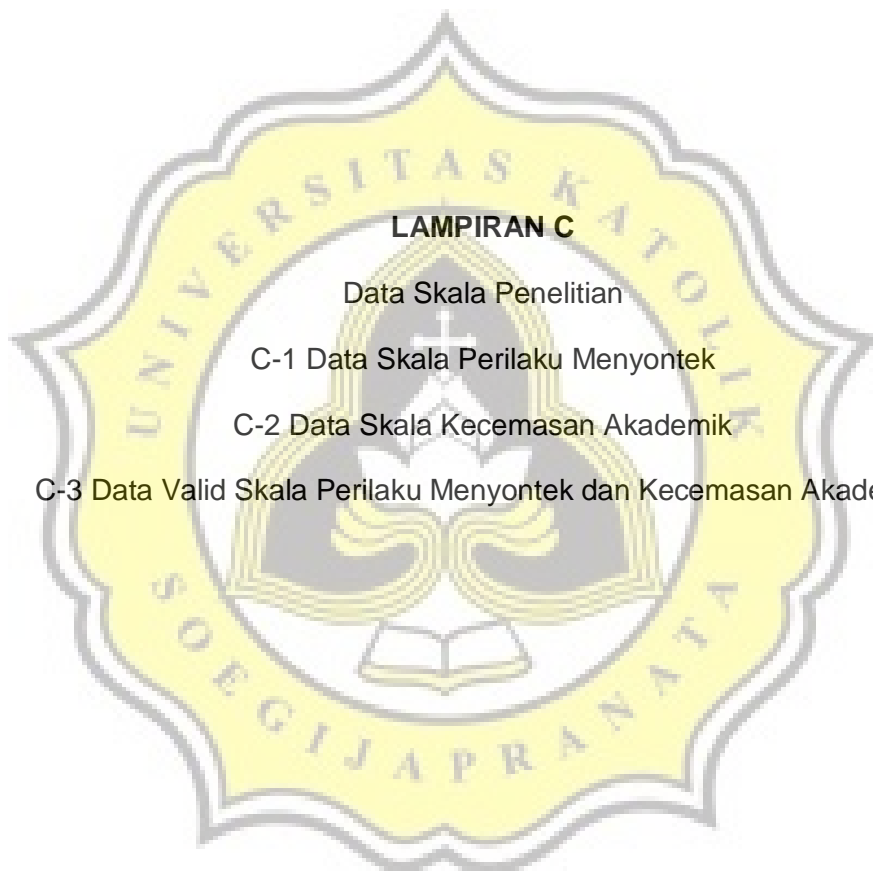 UNIVERSITAS KATOLIK
LAMPIRAN C
Data Skala Penelitian
C-1 Data Skala Perilaku Menyontek
C-2 Data Skala Kecemasan Akademik
C-3 Data Valid Skala Perilaku Menyontek dan Kecemasan Akade
SOEGIJAPRANATA